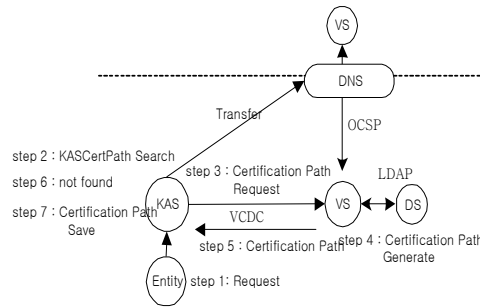 VS
DNS
Transfer
OCSP
step 2 : KASCertPath Search
step 6 : not found
step 7 : Certification Path
Save
step 3 : Certification Path
Request
LDAP
KAS
VS
DS
VCDC
step 5 : Certification Path
step 4 : Certification Path
Generate
Entity
step 1: Request